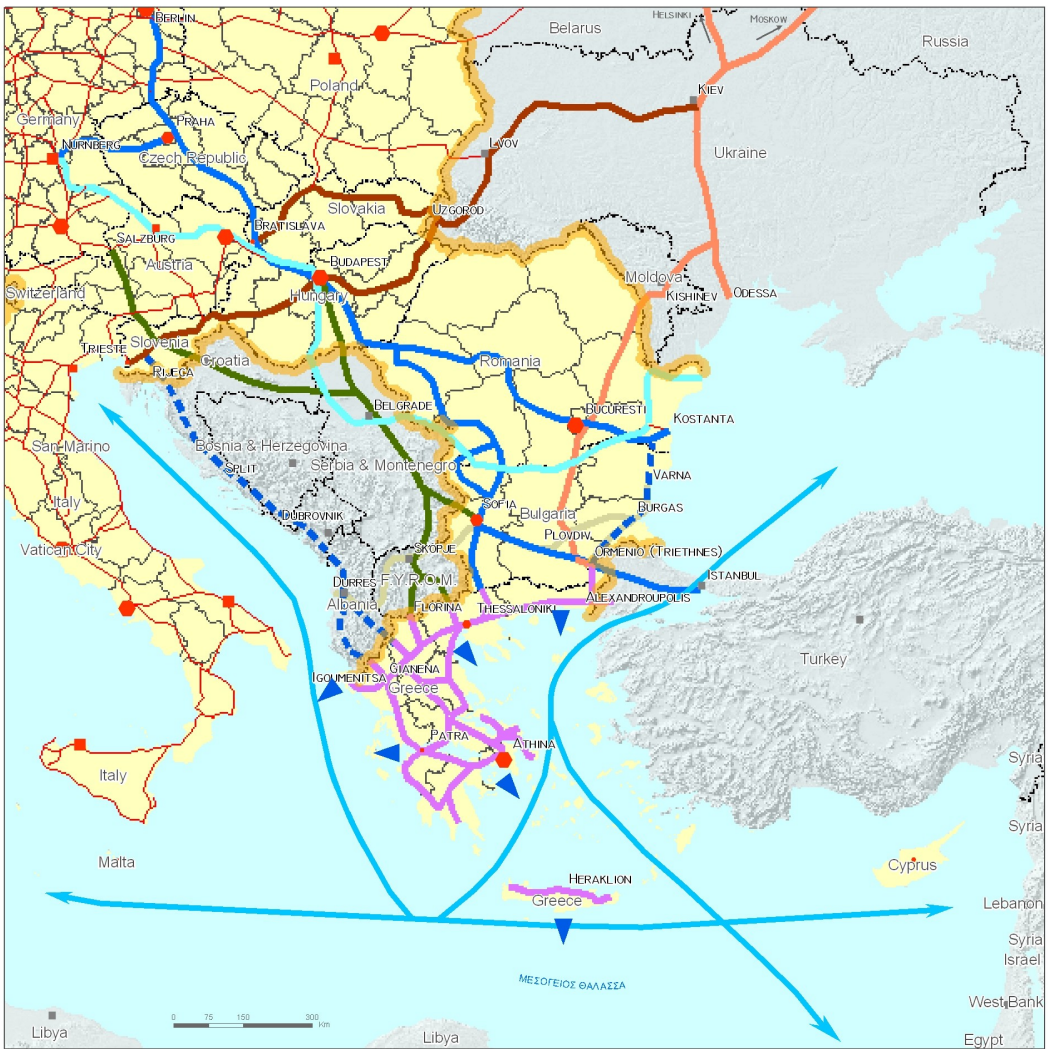 BERLIN
HELSINKI
MOSKOW
Belarus
Russia
Poland
KIEV
Germany
PRAHA
NURNBERG
Czech Republic
LVOV
Ukraine
Slovakia
UZGOROD
BRATISLAVA
SALZBURG
Austria
BUDAPEST
Moldova
Switzerland
Hungary
KISHINEV
ODESSA
Slovenia
TRIESTE
Croatia
Romania
RIJECA
BELGRADE
BUCURESTI
KOSTANTA
San Marino
Bosnia & Herzegovina
Serbia & Montenegro
SPLIT
VARNA
Italy
SOFIA
BURGAS
DUBROVNIK
Bulgaria
PLOVDIV
Vatican City
SKOPJE
ORMENIO (TRIETHNES)
ISTANBUL
DURRES
F.Y.R.O.M.
ALEXANDROUPOLIS
Albania
FLORINA
THESSALONIKI
Turkey
GIANENA
IGOUMENITSA
Greece
PATRA
ATHINA
Syria
Italy
Syria
Malta
Cyprus
HERAKLION
Greece
Lebanon
Syria
Israel
ΜΕΣΟΓΕΙΟΣ ΘΑΛΑΣΣΑ
West Bank
0 75 150 300
Km
Libya
Libya
Egypt